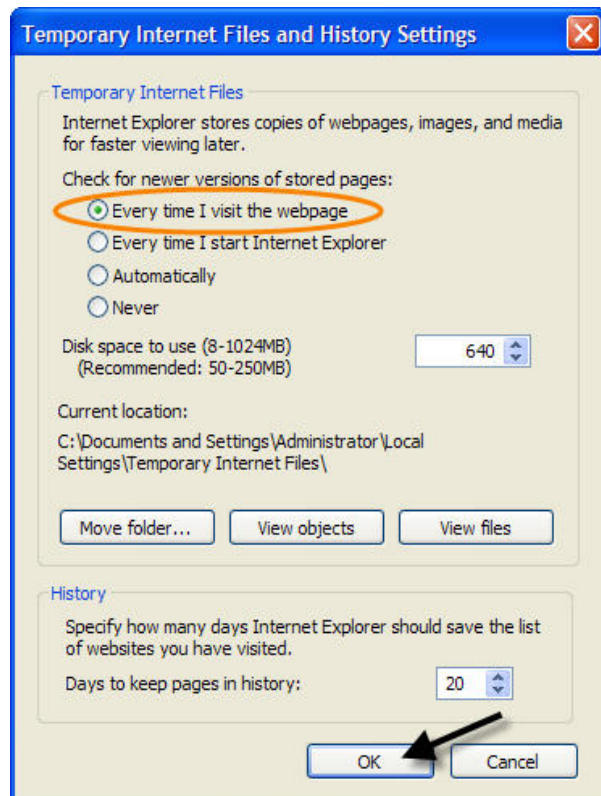 Temporary Internet Files and History Settings
Temporary Internet Files
Internet Explorer stores copies of webpages, images, and media
for faster viewing later.
Check for newer versions of stored pages:
Every time I visit the webpage
Every time I start Internet Explorer
Automatically
Never
Disk space to use (8-1024MB)
(Recommended: 50-250MB)
640
Current location:
C:\Documents and Settings\Administrator\Local
Settings\Temporary Internet Files\
Move folder... View objects View files
History
Specify how many days Internet Explorer should save the list
of websites you have visited.
Days to keep pages in history: 20
OK Cancel